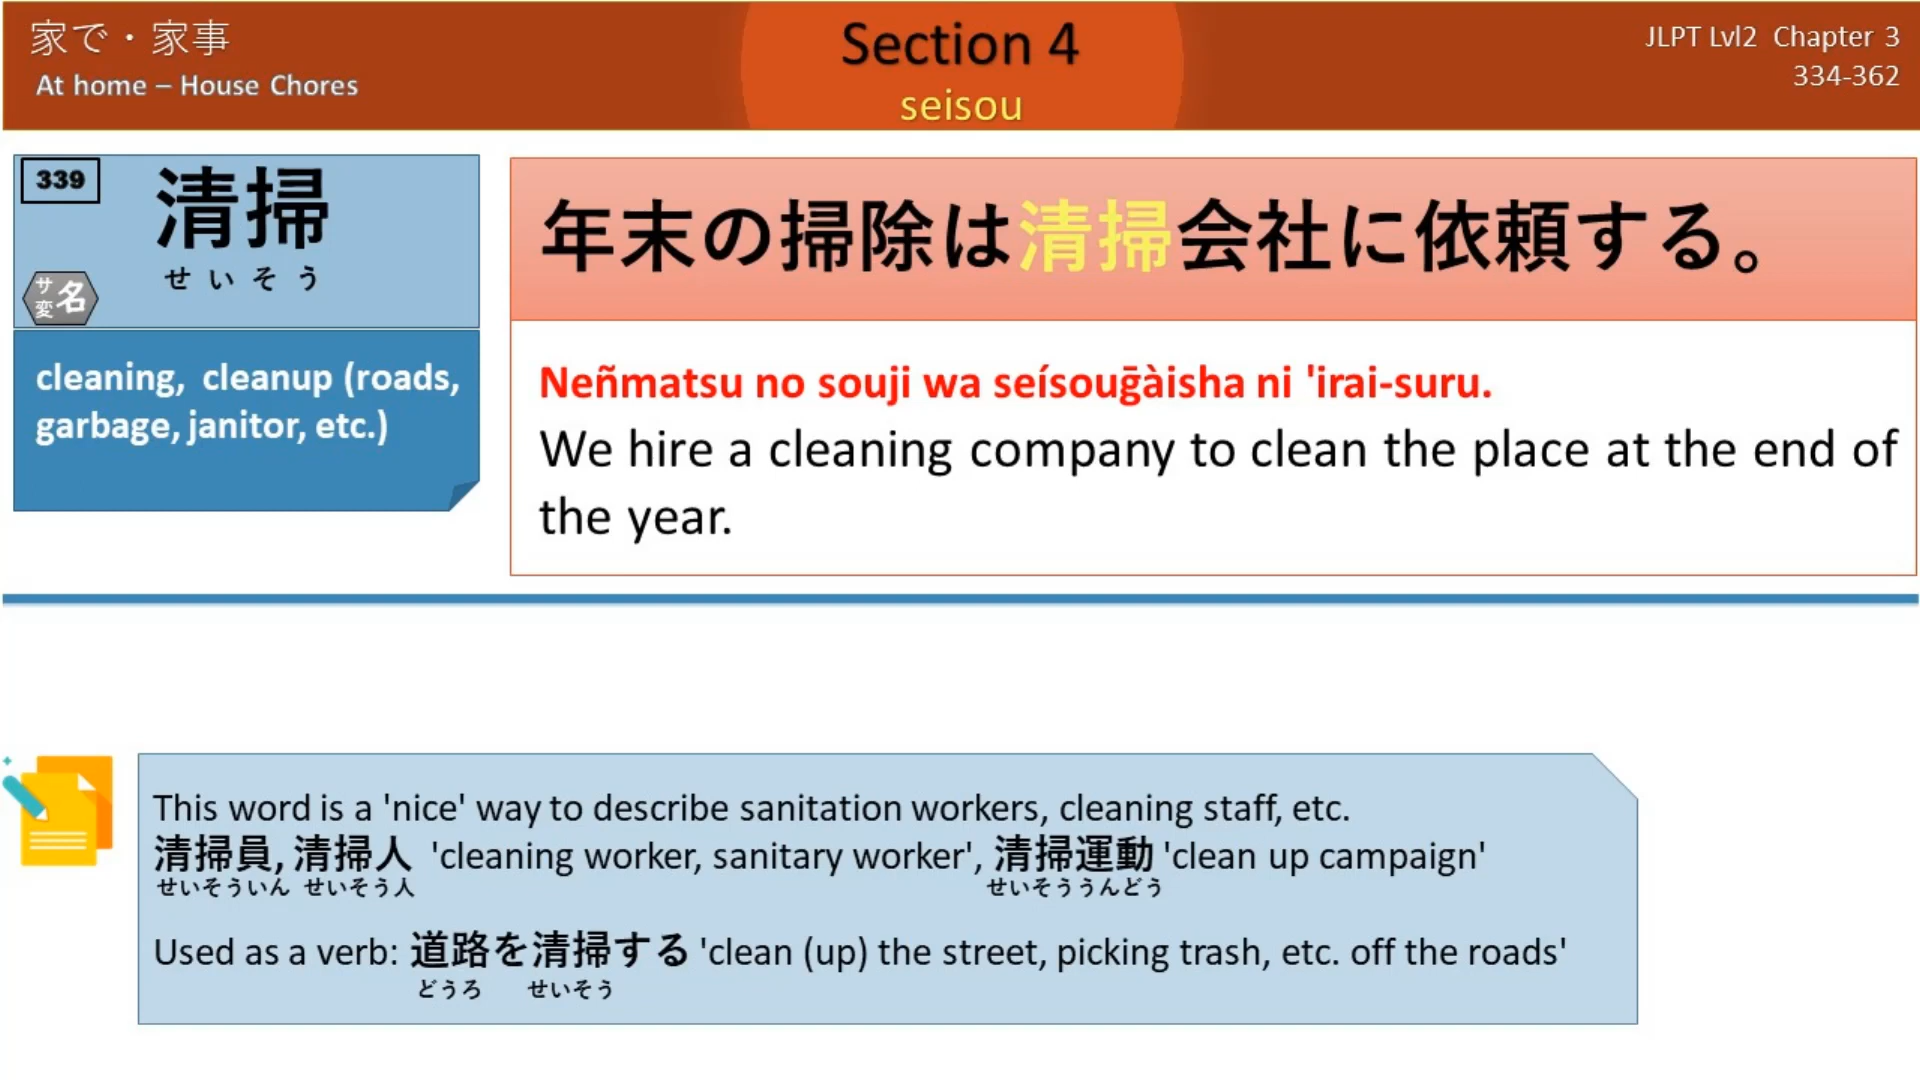 家で・家事
At home – House Chores
Section 4
seisou
JLPT Lvl2  Chapter 3
334-362
339
清掃
せいそう
サ変 名
cleaning,  cleanup (roads,
garbage, janitor, etc.)
年末の掃除は清掃会社に依頼する。
Neñmatsu no souji wa seísouḡàisha ni 'irai-suru.
We hire a cleaning company to clean the place at the end of
the year.
This word is a 'nice' way to describe sanitation workers, cleaning staff, etc.
清掃員, 清掃人  'cleaning worker, sanitary worker', 清掃運動 'clean up campaign'
せいそういん せいそう人 せいそううんどう
Used as a verb: 道路を清掃する 'clean (up) the street, picking trash, etc. off the roads'
どうろ せいそう